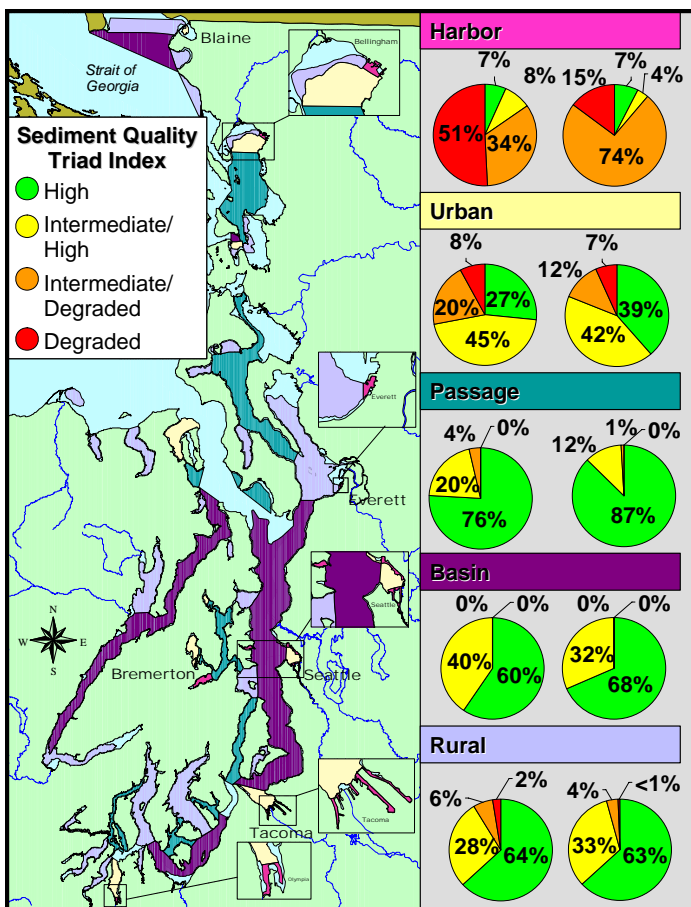 Blaine
Strait of
Georgia
Bellingham
Sediment Quality
Triad Index
High
Intermediate/
High
Intermediate/
Degraded
Degraded
Everett
Everett
N
W E
S
Seattle
Bremerton
Seattle
Tacoma
Tacoma
Olympia
Harbor
7%
8%
34%
51%
7%
4%
74%
15%
Urban
8%
27%
45%
20%
7%
39%
42%
12%
Passage
4%
0%
20%
76%
12%
1%
0%
87%
Basin
0%
0%
40%
60%
0%
0%
32%
68%
Rural
6%
2%
28%
64%
4%
<1%
33%
63%